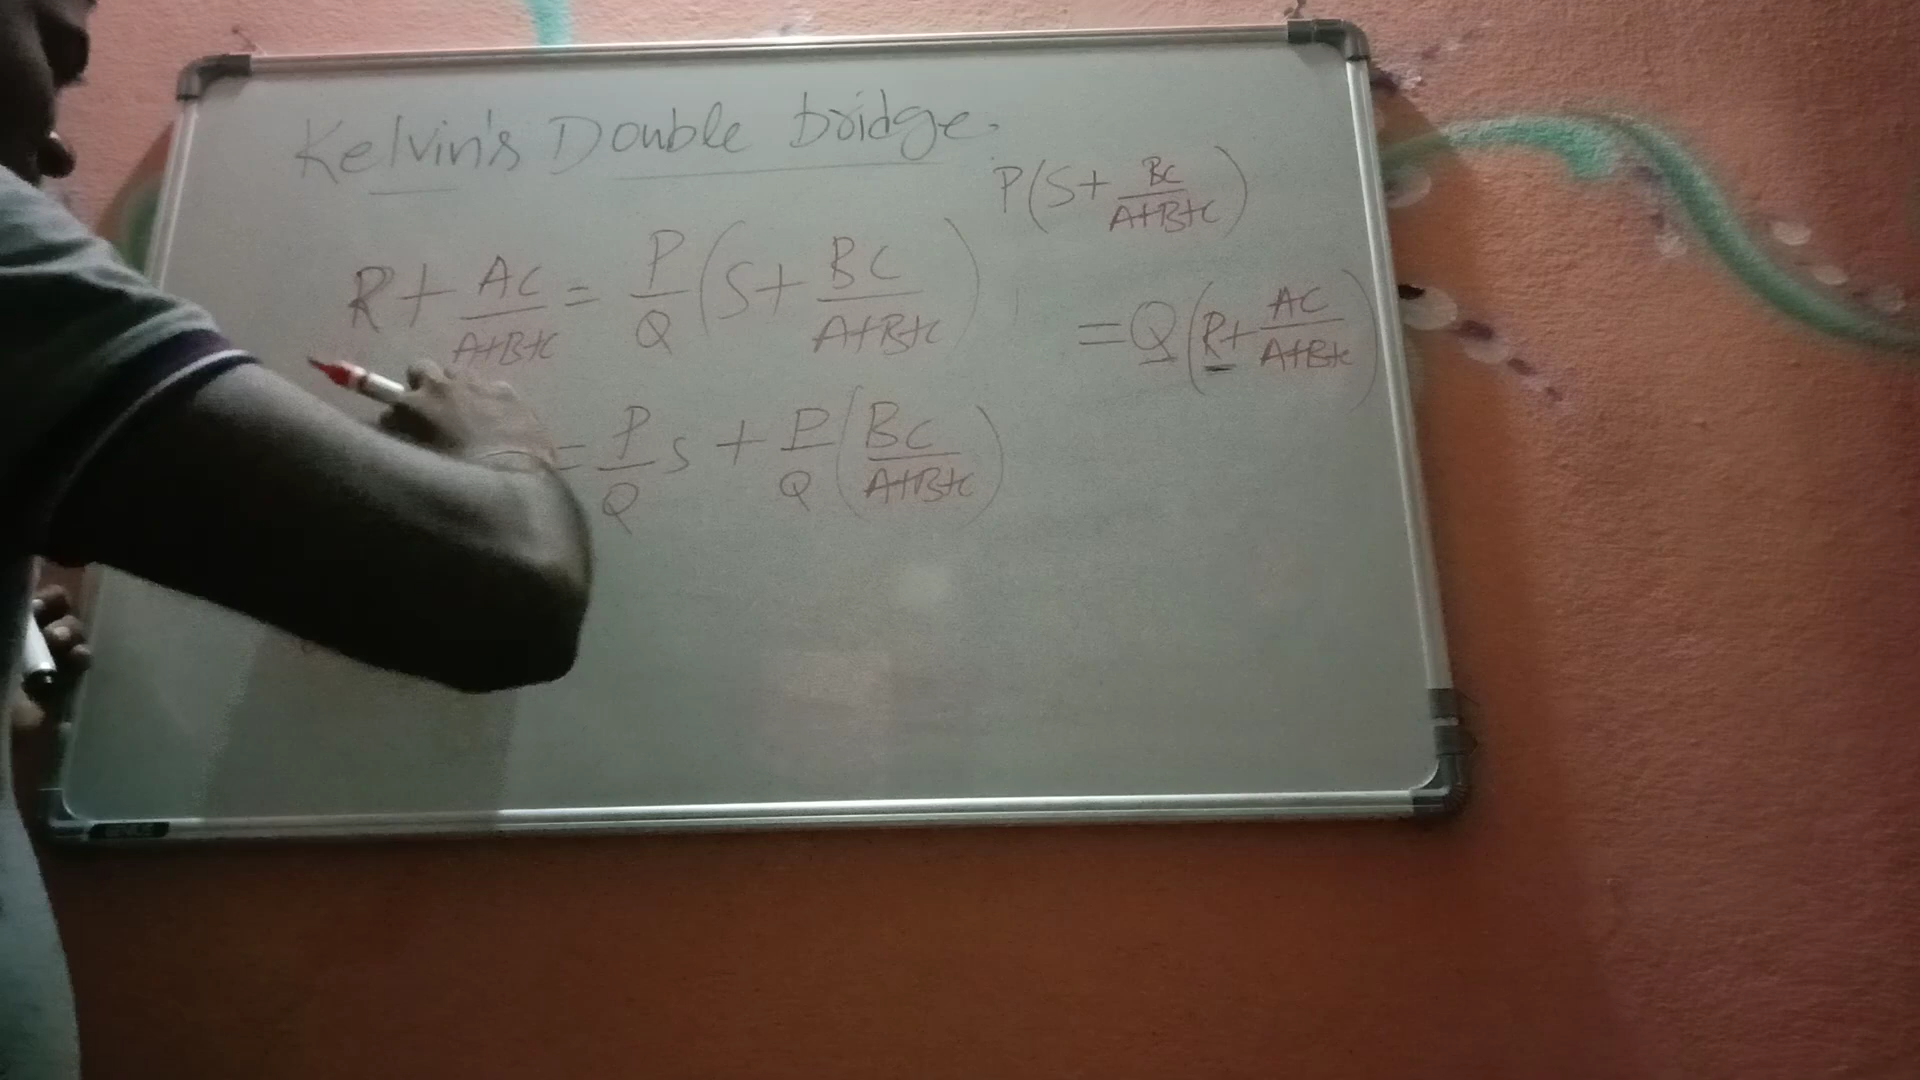 Kelvin's Double bridge.
P(S+ BC/A+B+C)
R+ AC/A+B+C = P/Q (S+ BC/A+B+C)
=Q(R+ AC/A+B+C)
= P/Q S + P/Q (BC/A+B+C)